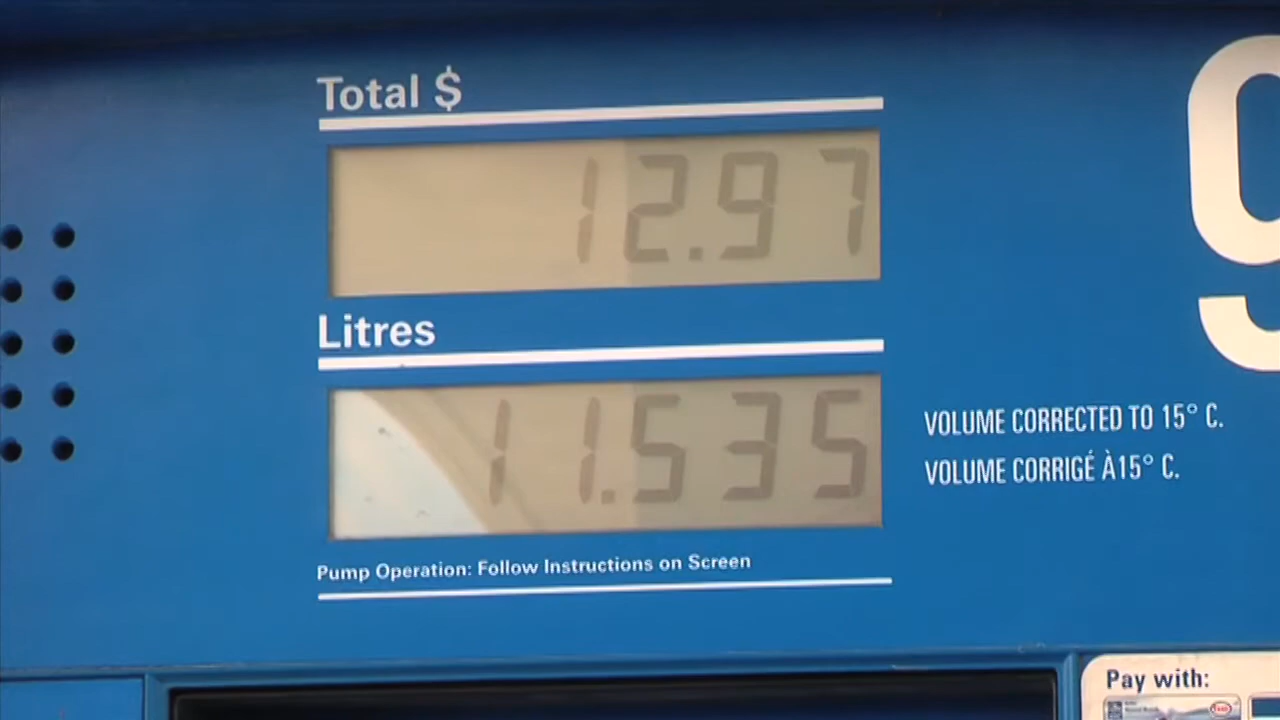 Total $
12.97
Litres
11.535
VOLUME CORRECTED TO 15° C.
VOLUME CORRIGÉ À15° C.
Pump Operation: Follow Instructions on Screen
9
Pay with: